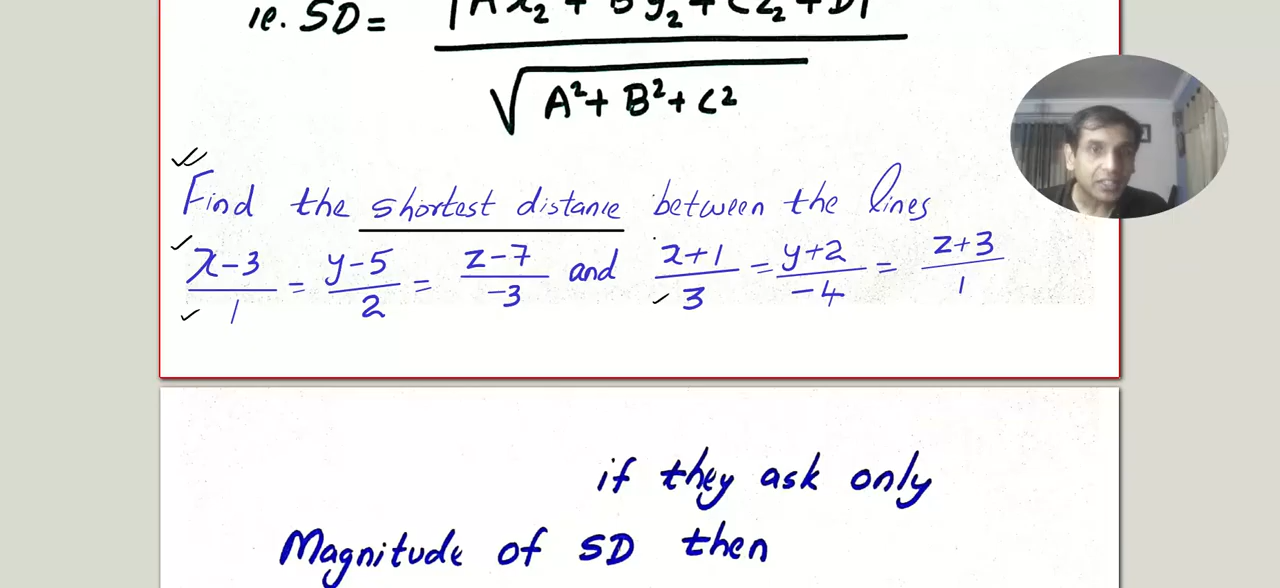 ie. SD = |Ax₂ + By₂ + Cz₂ + D|
√ A² + B² + C²
Find the shortest distance between the lines
x-3/1 = y-5/2 = z-7/-3 and x+1/3 = y+2/-4 = z+3/1
if they ask only
Magnitude of SD then